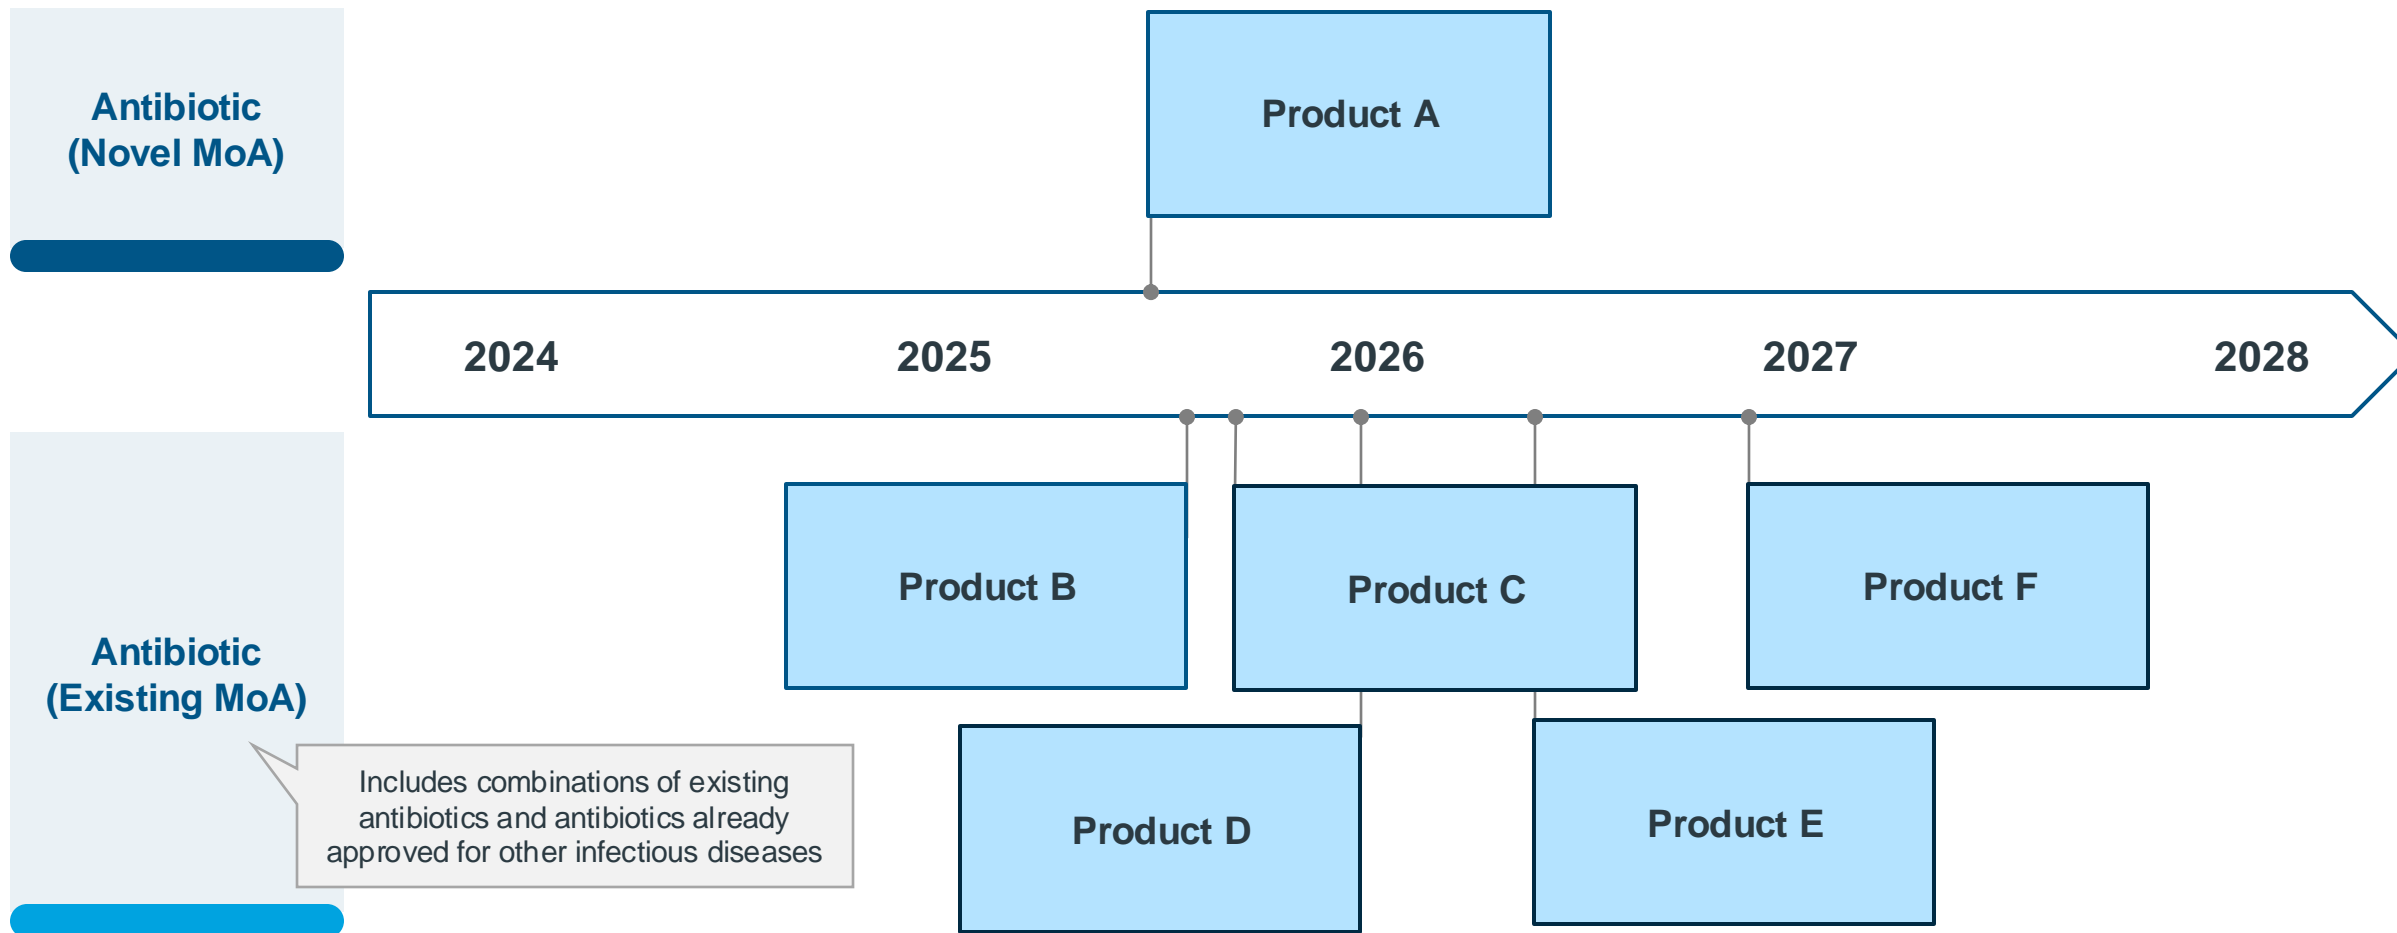 Antibiotic
(Novel MoA)
Product A
2024 2025 2026 2027 2028
Antibiotic
(Existing MoA)
Product B
Product C
Product F
Includes combinations of existing
antibiotics and antibiotics already
approved for other infectious diseases
Product D
Product E